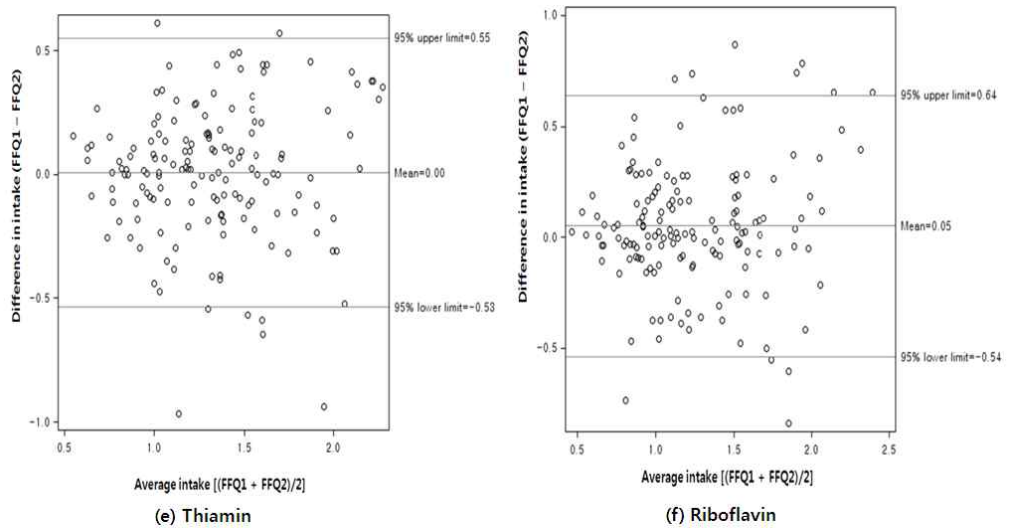 Difference in intake (FFQ1 − FFQ2)
0.5
0.0
−0.5
−1.0
95% upper limit=0.55
Mean=0.00
95% lower limit=−0.53
0.5
1.0
1.5
2.0
Average intake [(FFQ1 + FFQ2)/2]
(e) Thiamin
Difference in intake (FFQ1 − FFQ2)
1.0
0.5
0.0
−0.5
95% upper limit=0.64
Mean=0.05
95% lower limit=−0.54
0.5
1.0
1.5
2.0
2.5
Average intake [(FFQ1 + FFQ2)/2]
(f) Riboflavin